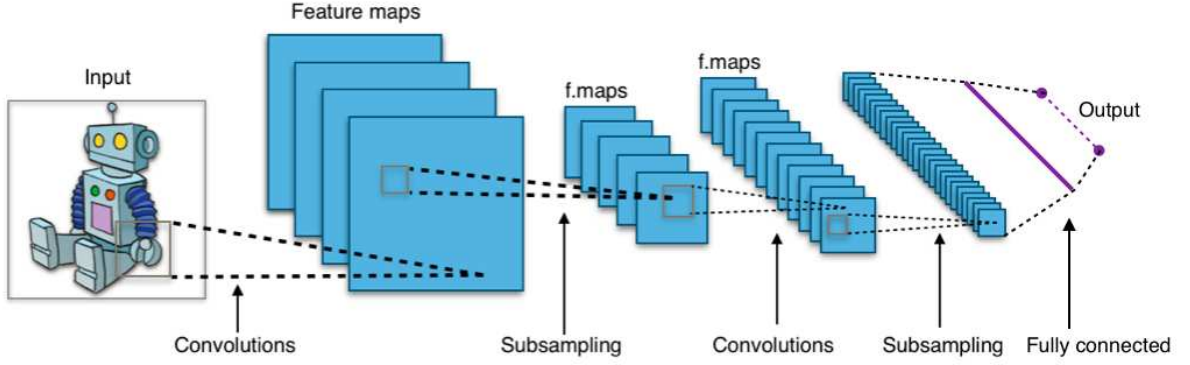 Feature maps
Input
f.maps
f.maps
Output
Convolutions
Subsampling
Convolutions
Subsampling
Fully connected